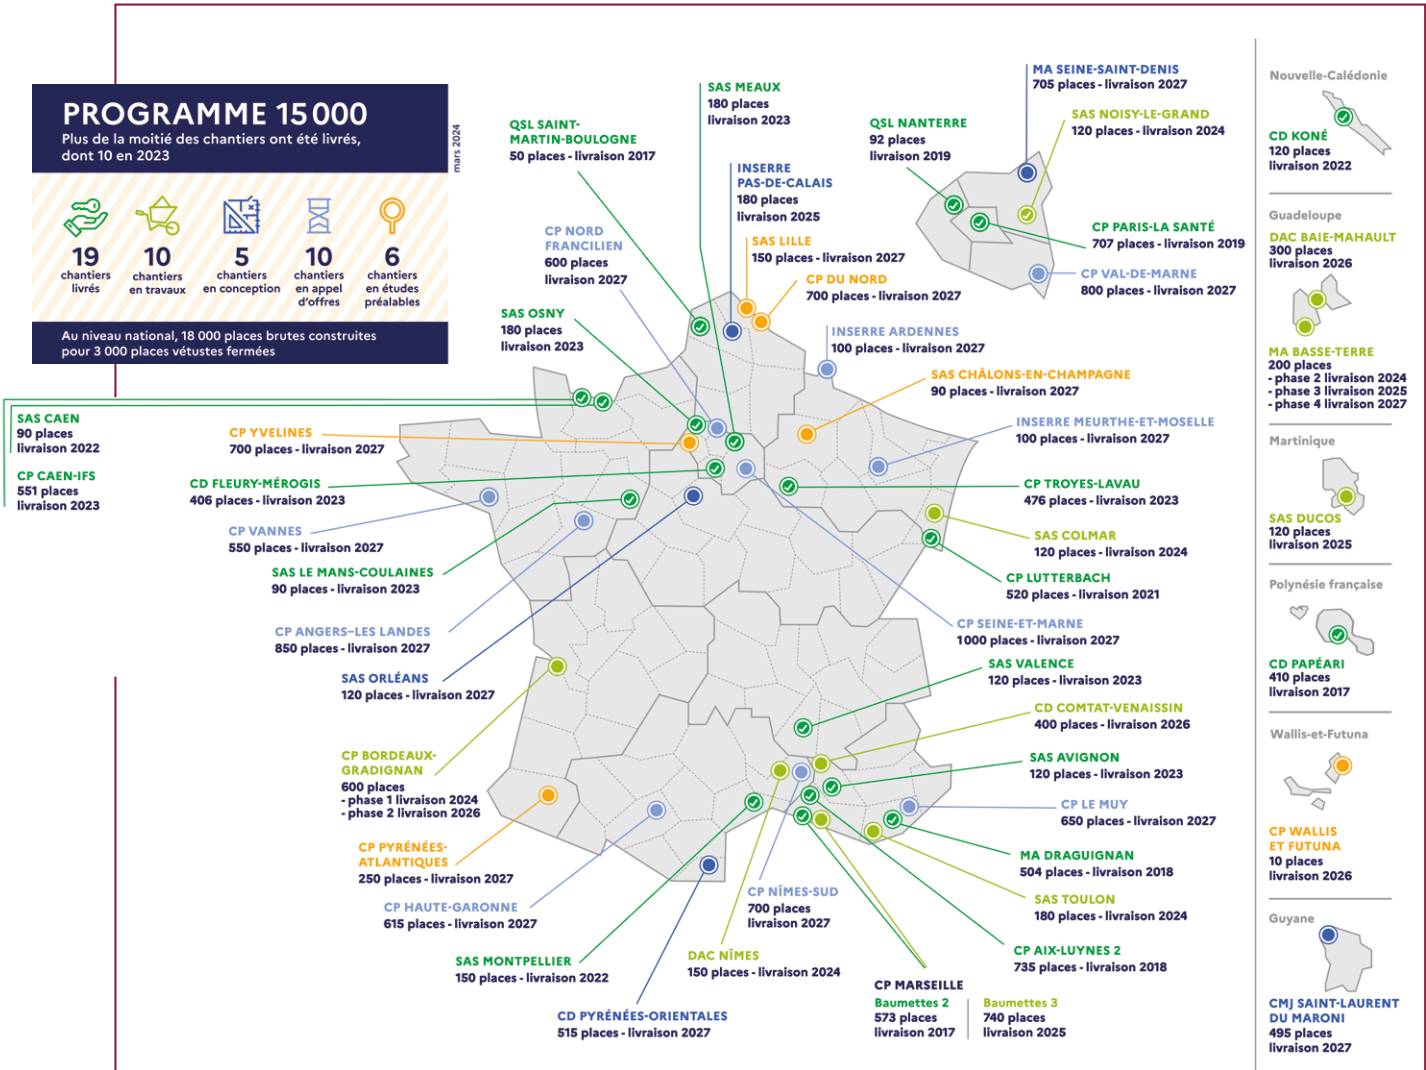 PROGRAMME 15 000
Plus de la moitié des chantiers ont été livrés,
dont 10 en 2023
mars 2024
19
chantiers
livrés
10
chantiers
en travaux
5
chantiers
en conception
10
chantiers
en appel
d'offres
6
chantiers
en études
préalables
Au niveau national, 18 000 places brutes construites
pour 3 000 places vétustes fermées
SAS MEAUX
180 places
livraison 2023
QSL SAINT-
MARTIN-BOULOGNE
50 places - livraison 2017
INSERRE
PAS-DE-CALAIS
180 places
livraison 2025
CP NORD
FRANCILIEN
600 places
livraison 2027
SAS LILLE
150 places - livraison 2027
CP DU NORD
700 places - livraison 2027
SAS OSNY
180 places
livraison 2023
QSL NANTERRE
92 places
livraison 2019
MA SEINE-SAINT-DENIS
705 places - livraison 2027
SAS NOISY-LE-GRAND
120 places - livraison 2024
CP PARIS-LA SANTÉ
707 places - livraison 2019
CP VAL-DE-MARNE
800 places - livraison 2027
INSERRE ARDENNES
100 places - livraison 2027
SAS CHÂLONS-EN-CHAMPAGNE
90 places - livraison 2027
INSERRE MEURTHE-ET-MOSELLE
100 places - livraison 2027
CP TROYES-LAVAU
476 places - livraison 2023
SAS COLMAR
120 places - livraison 2024
CP LUTTERBACH
520 places - livraison 2021
CP SEINE-ET-MARNE
1 000 places - livraison 2027
SAS VALENCE
120 places - livraison 2023
CD COMTAT-VENAISSIN
400 places - livraison 2026
SAS AVIGNON
120 places - livraison 2023
CP LE MUY
650 places - livraison 2027
MA DRAGUIGNAN
504 places - livraison 2018
SAS TOULON
180 places - livraison 2024
CP AIX-LUYNES 2
735 places - livraison 2018
SAS CAEN
90 places
livraison 2022
CP CAEN-IFS
551 places
livraison 2023
CP YVELINES
700 places - livraison 2027
CD FLEURY-MÉROGIS
406 places - livraison 2023
CP VANNES
550 places - livraison 2027
SAS LE MANS-COULAINES
90 places - livraison 2023
CP ANGERS–LES LANDES
850 places - livraison 2027
SAS ORLÉANS
120 places - livraison 2027
CP BORDEAUX-
GRADIGNAN
600 places
- phase 1 livraison 2024
- phase 2 livraison 2026
CP PYRÉNÉES-
ATLANTIQUES
250 places - livraison 2027
CP HAUTE-GARONNE
615 places - livraison 2027
SAS MONTPELLIER
150 places - livraison 2022
CD PYRÉNÉES-ORIENTALES
515 places - livraison 2027
DAC NÎMES
150 places - livraison 2024
CP NÎMES-SUD
700 places
livraison 2027
CP MARSEILLE
Baumettes 2
573 places
livraison 2017
Baumettes 3
740 places
livraison 2025
Nouvelle-Calédonie
CD KONÉ
120 places
livraison 2022
Guadeloupe
DAC BAIE-MAHAULT
300 places
livraison 2026
MA BASSE-TERRE
200 places
- phase 2 livraison 2024
- phase 3 livraison 2025
- phase 4 livraison 2027
Martinique
SAS DUCOS
120 places
livraison 2025
Polynésie française
CD PAPÉARI
410 places
livraison 2017
Wallis-et-Futuna
CP WALLIS
ET FUTUNA
10 places
livraison 2026
Guyane
CMJ SAINT-LAURENT
DU MARONI
495 places
livraison 2027